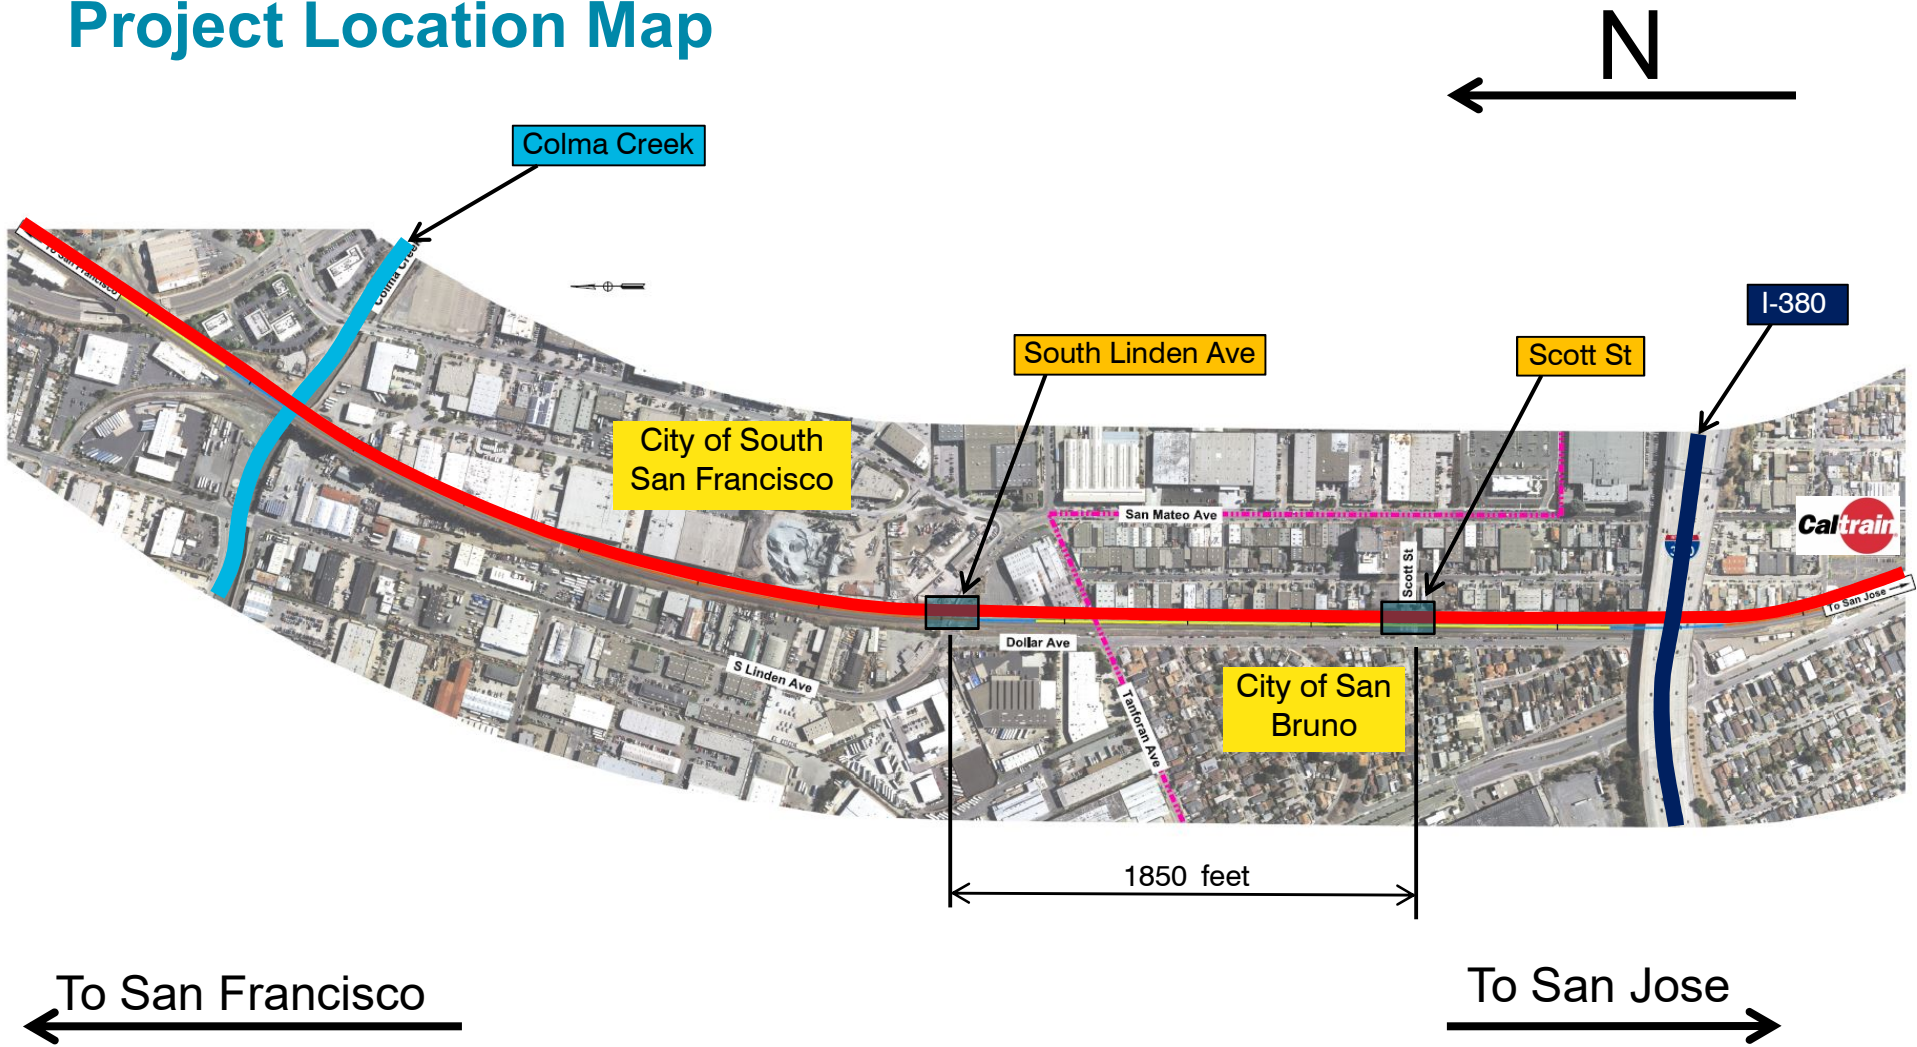 Project Location Map
N
Colma Creek
To San Francisco
Colma Creek
I-380
South Linden Ave
Scott St
City of South
San Francisco
San Mateo Ave
Caltrain
Scott St
To San Jose
Dollar Ave
S Linden Ave
Tanforan Ave
City of San
Bruno
1850 feet
To San Francisco
To San Jose